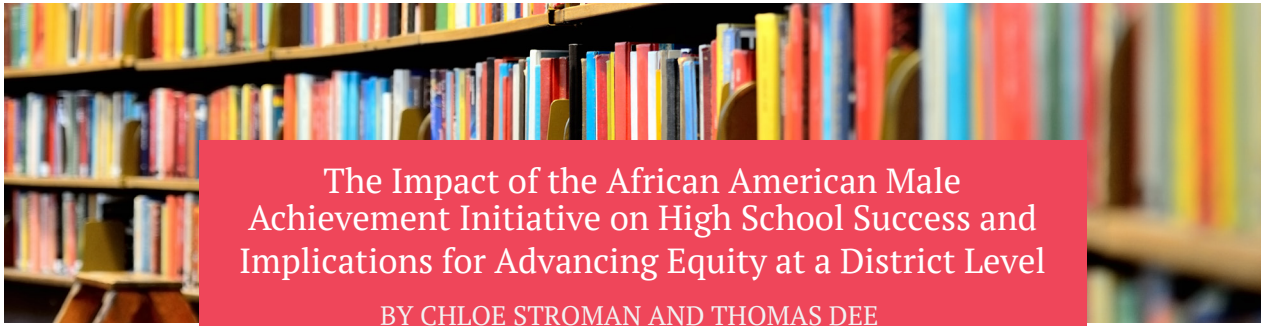 The Impact of the African American Male
Achievement Initiative on High School Success and
Implications for Advancing Equity at a District Level
BY CHLOE STROMAN AND THOMAS DEE